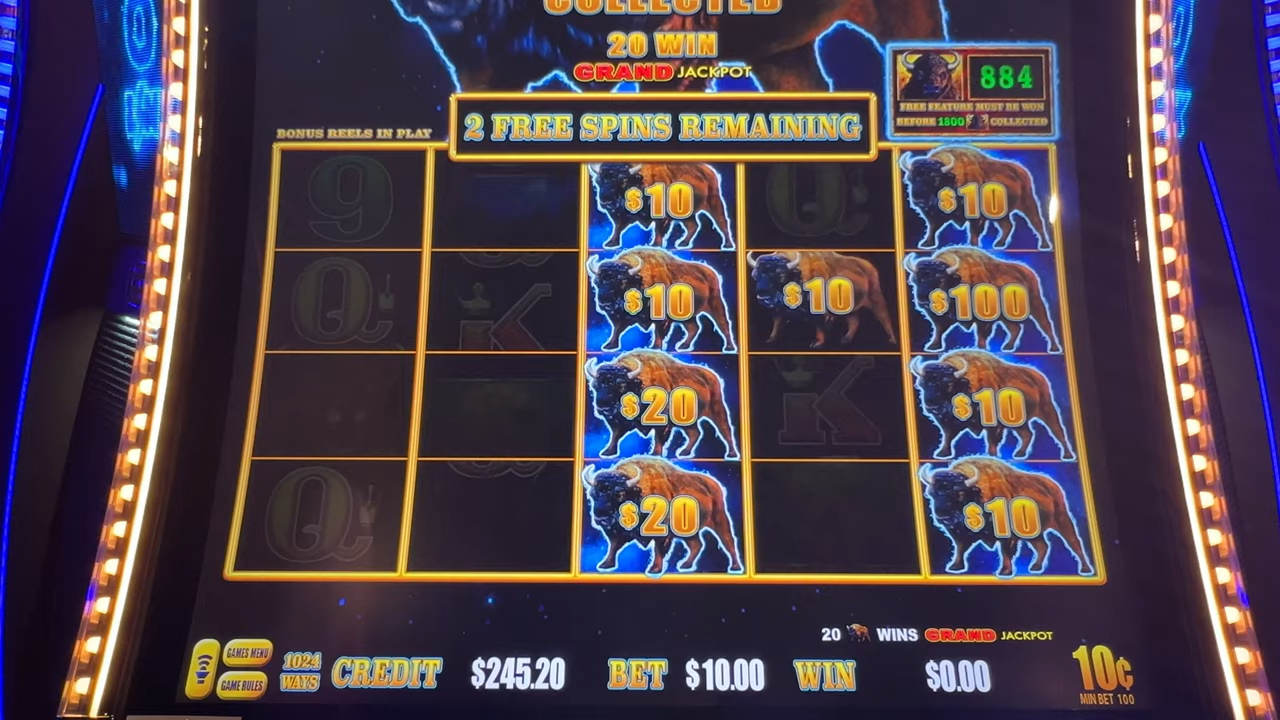 COLLECTED
20 WIN
GRAND JACKPOT
884
FREE FEATURE MUST BE WON
BEFORE 1800 COLLECTED
BONUS REELS IN PLAY
2 FREE SPINS REMAINING
9 $10 Q $10
Q K $10 $10 $100
$20 K $10
Q $20 $10
20 WINS GRAND JACKPOT
GAMES MENU
GAME RULES
1024 WAYS
CREDIT $245.20 BET $10.00 WIN $0.00
10¢
MIN BET 100